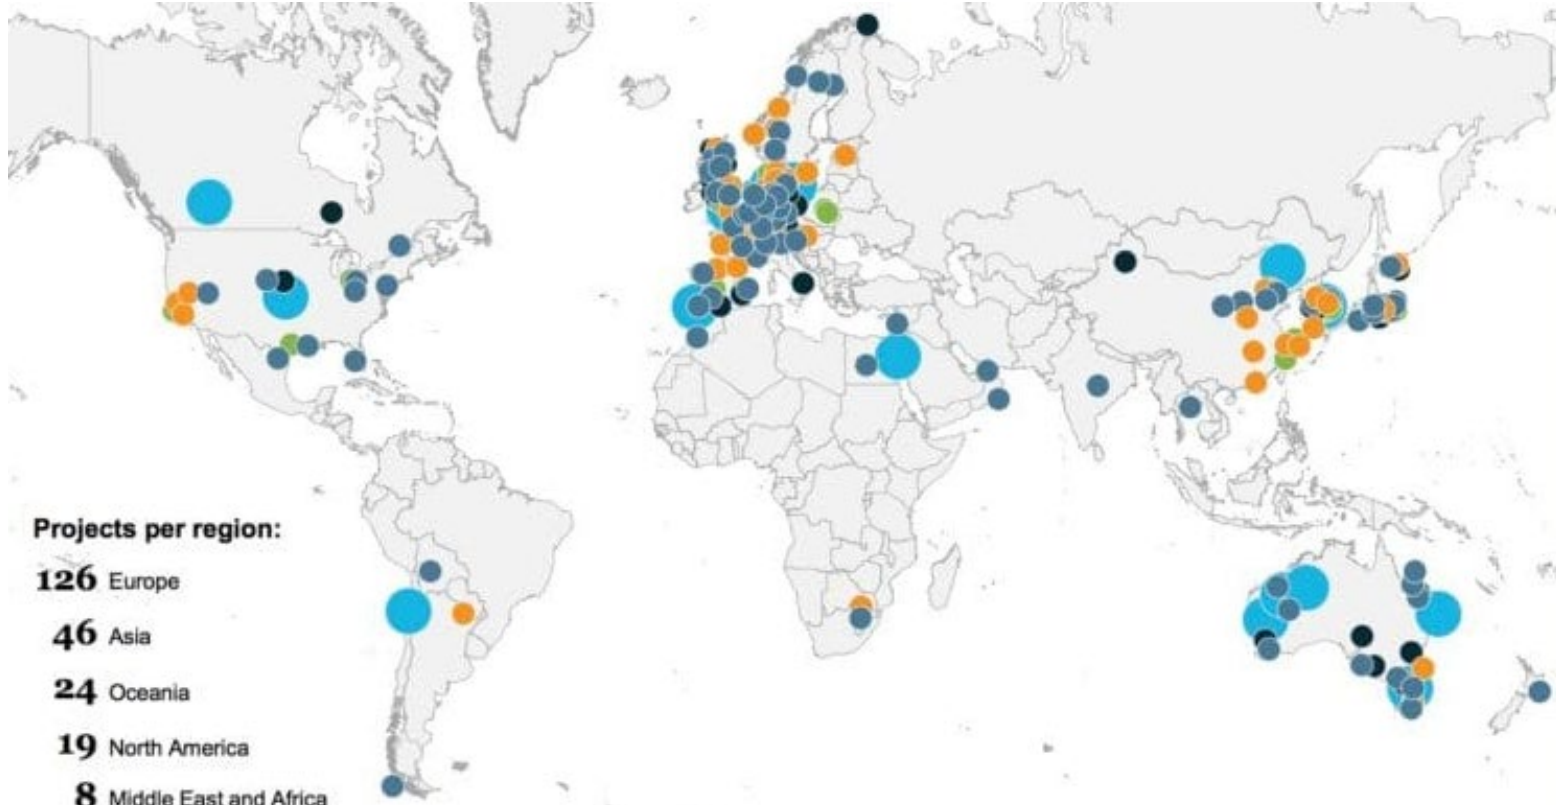 Projects per region:
126 Europe
46 Asia
24 Oceania
19 North America
8 Middle East and Africa